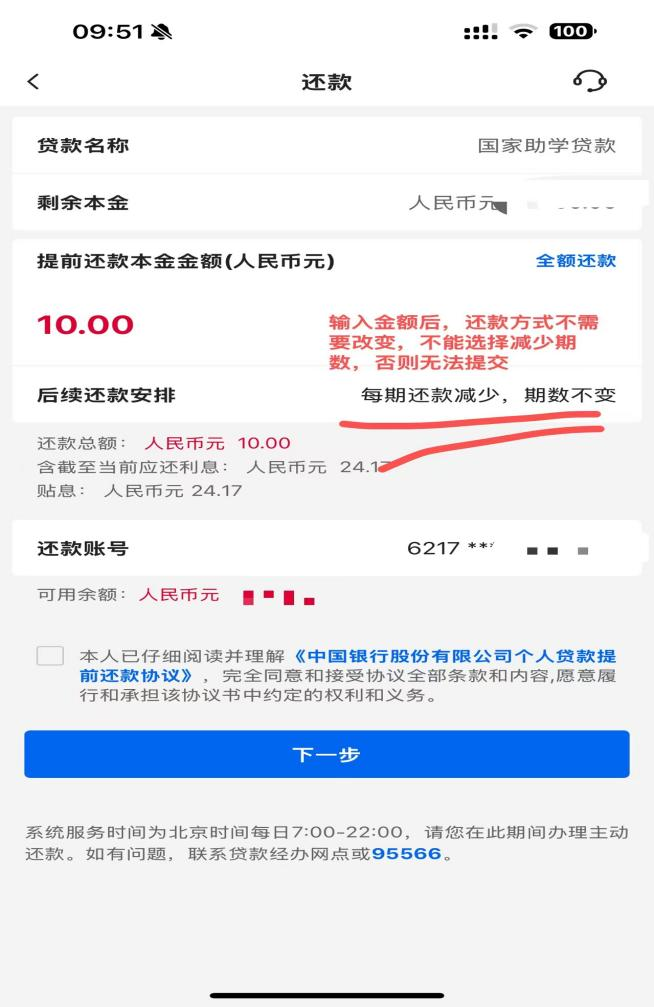 09:51
100
还款
贷款名称 国家助学贷款
剩余本金 人民币元
提前还款本金金额(人民币元) 全额还款
10.00
输入金额后，还款方式不需
要改变，不能选择减少期
数，否则无法提交
后续还款安排 每期还款减少，期数不变
还款总额： 人民币元 10.00
含截至当前应还利息： 人民币元 24.17
贴息： 人民币元 24.17
还款账号 6217 **
可用余额：人民币元
本人已仔细阅读并理解《中国银行股份有限公司个人贷款提
前还款协议》，完全同意和接受协议全部条款和内容,愿意履
行和承担该协议书中约定的权利和义务。
下一步
系统服务时间为北京时间每日7:00-22:00，请您在此期间办理主动
还款。如有问题，联系贷款经办网点或95566。